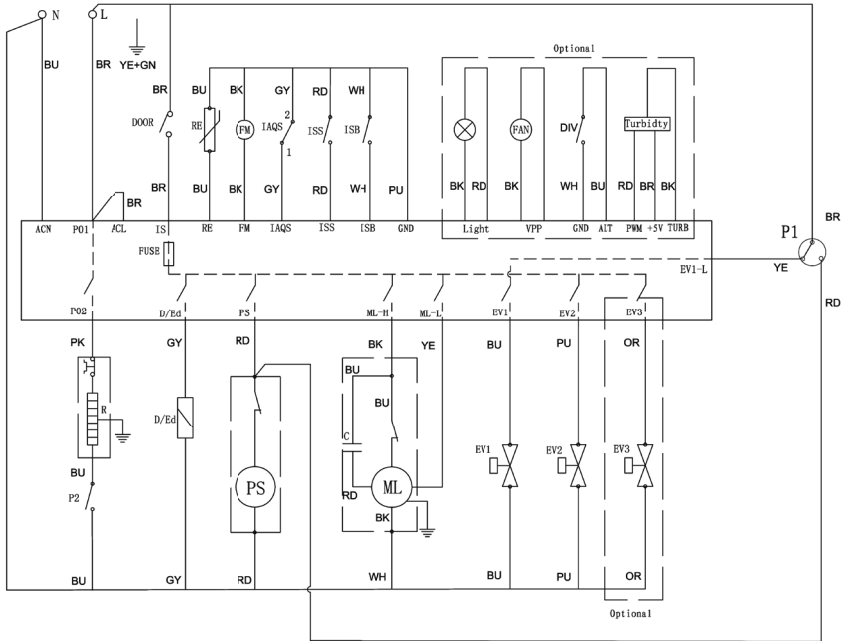 N L
Optional
BU BR YE+GN BR BU BK GY RD WH
DOOR RE FM IAQS 2 1 ISS ISB FAN DIV Turbidty
BR BR BU BK GY RD WH PU BK RD BK WH BU RD BR BK
ACN P01 ACL IS RE FM IAQS ISS ISB GND Light VPP GND AIT PWM +5V TURB
BR
P1
FUSE
EV1-L YE
RD
P02 D/Ed PS ML-H ML-L EV1 EV2 EV3
PK GY RD BK YE BU PU OR
BU
R D/Ed BU
C EV1 EV2 EV3
BU PS ML
P2 RD
BK
BU GY RD WH BU PU OR
Optional